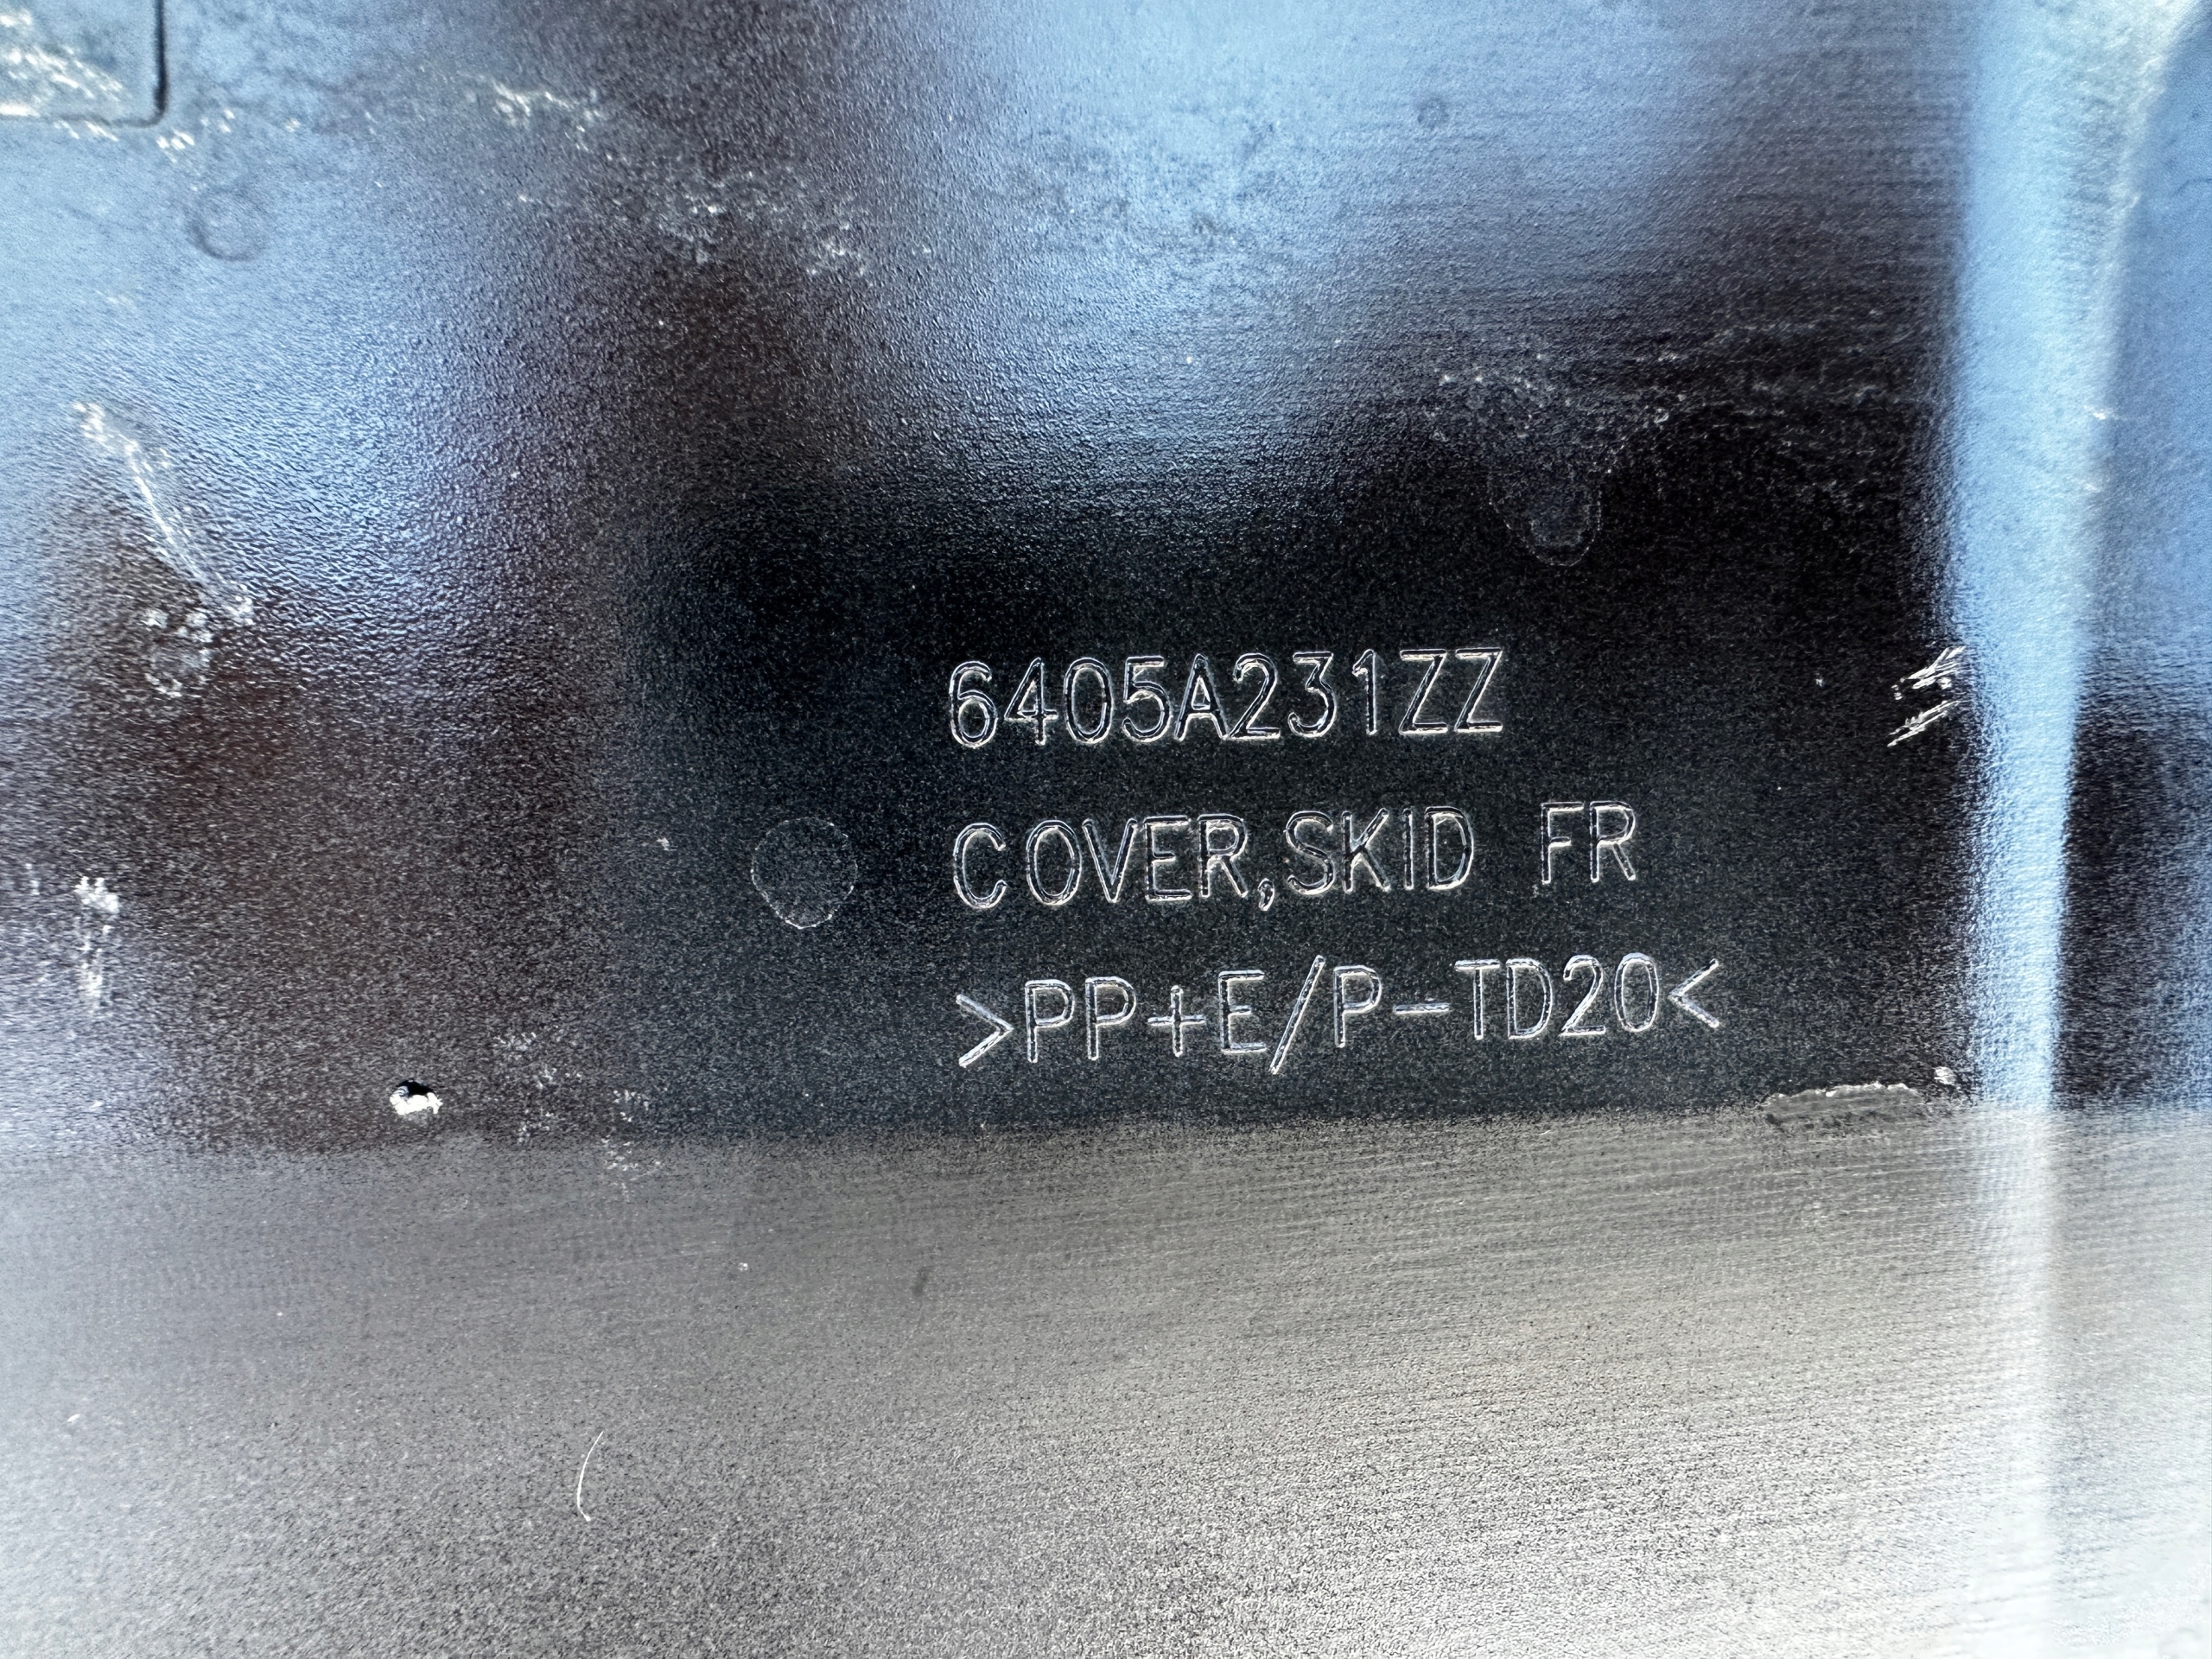 6405A231ZZ
COVER,SKID FR
>PP+E/P-TD20<